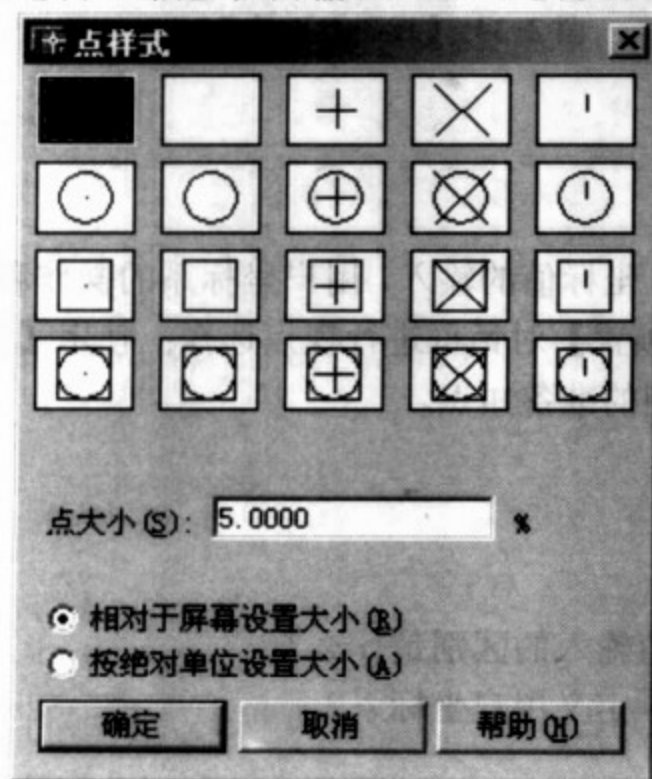 点样式
点大小(S): 5.0000 %
相对于屏幕设置大小(R)
按绝对单位设置大小(A)
确定 取消 帮助(H)